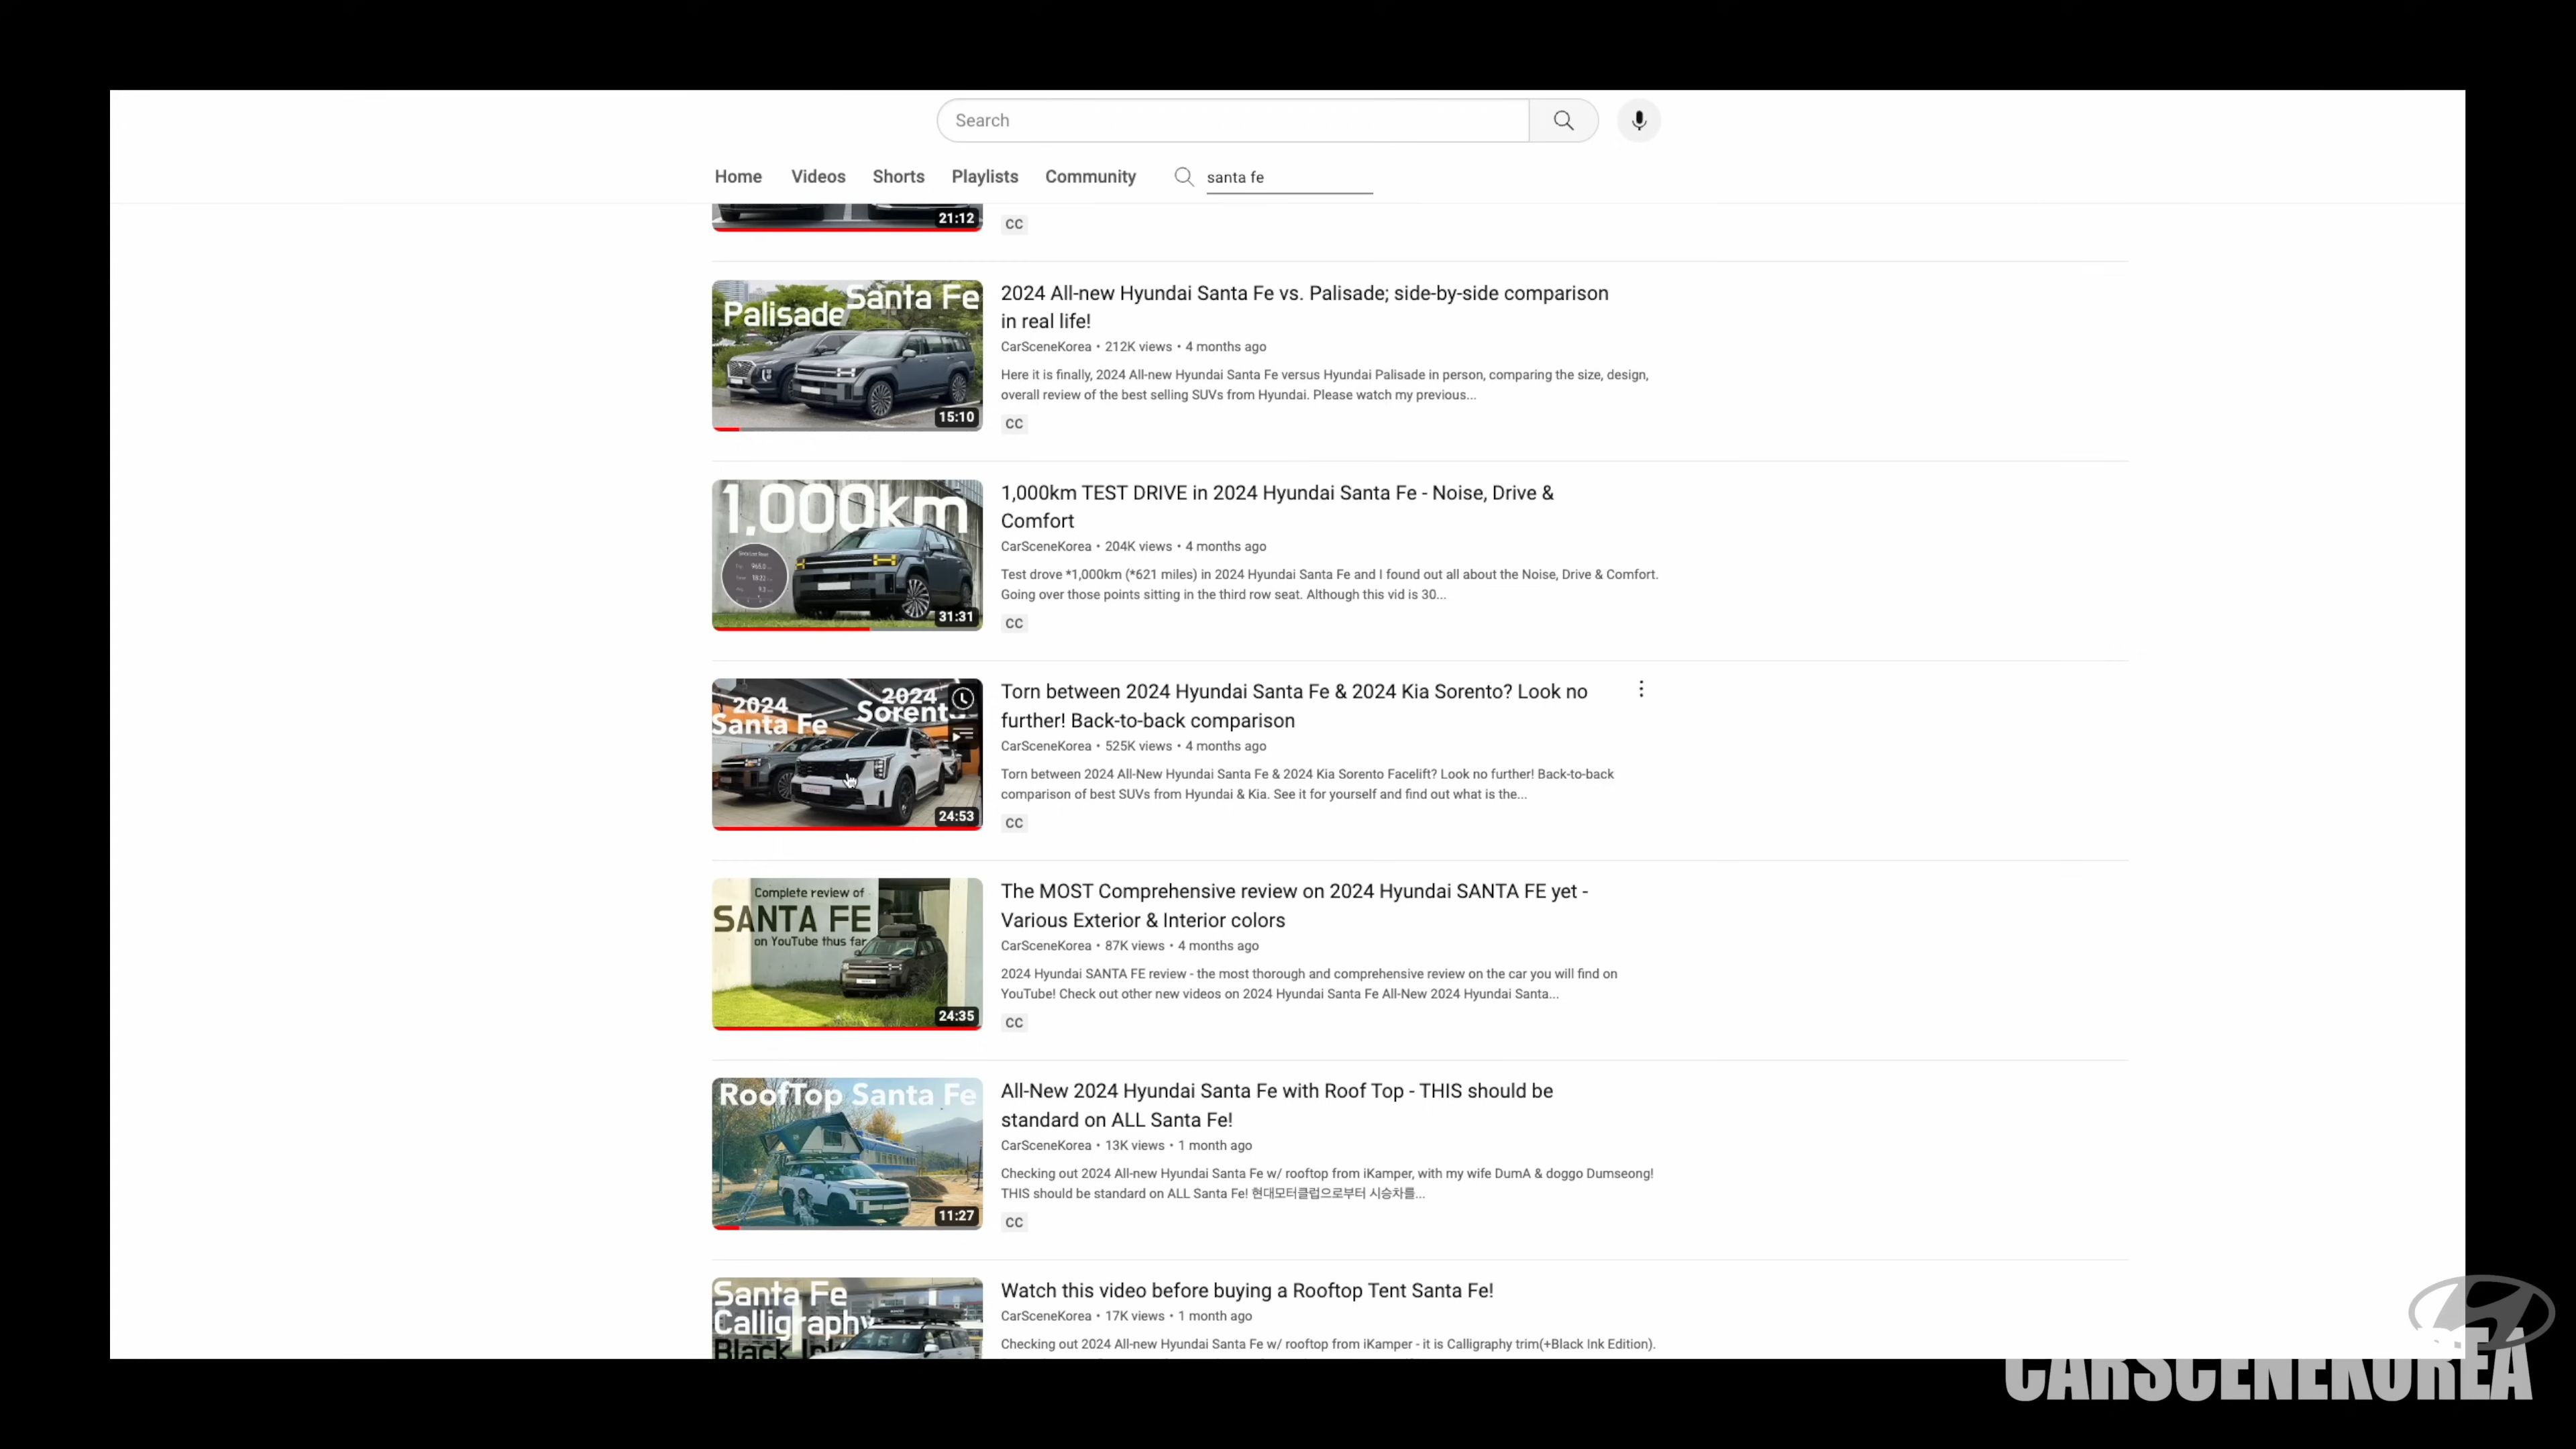 Search
Home Videos Shorts Playlists Community santa fe
21:12
CC
Palisade Santa Fe
15:10
2024 All-new Hyundai Santa Fe vs. Palisade; side-by-side comparison
in real life!
CarSceneKorea • 212K views • 4 months ago
Here it is finally, 2024 All-new Hyundai Santa Fe versus Hyundai Palisade in person, comparing the size, design,
overall review of the best selling SUVs from Hyundai. Please watch my previous...
CC
1,000km
31:31
1,000km TEST DRIVE in 2024 Hyundai Santa Fe - Noise, Drive &
Comfort
CarSceneKorea • 204K views • 4 months ago
Test drove *1,000km (*621 miles) in 2024 Hyundai Santa Fe and I found out all about the Noise, Drive & Comfort.
Going over those points sitting in the third row seat. Although this vid is 30...
CC
2024
Santa Fe
2024
Sorent
24:53
Torn between 2024 Hyundai Santa Fe & 2024 Kia Sorento? Look no
further! Back-to-back comparison
CarSceneKorea • 525K views • 4 months ago
Torn between 2024 All-New Hyundai Santa Fe & 2024 Kia Sorento Facelift? Look no further! Back-to-back
comparison of best SUVs from Hyundai & Kia. See it for yourself and find out what is the...
CC
Complete review of
SANTA FE
on YouTube thus far
24:35
The MOST Comprehensive review on 2024 Hyundai SANTA FE yet -
Various Exterior & Interior colors
CarSceneKorea • 87K views • 4 months ago
2024 Hyundai SANTA FE review - the most thorough and comprehensive review on the car you will find on
YouTube! Check out other new videos on 2024 Hyundai Santa Fe All-New 2024 Hyundai Santa...
CC
RoofTop Santa Fe
11:27
All-New 2024 Hyundai Santa Fe with Roof Top - THIS should be
standard on ALL Santa Fe!
CarSceneKorea • 13K views • 1 month ago
Checking out 2024 All-new Hyundai Santa Fe w/ rooftop from iKamper, with my wife DumA & doggo Dumseong!
THIS should be standard on ALL Santa Fe! 현대모터클럽으로부터 시승차를...
CC
Santa Fe
Calligraphy
Black Ink
Watch this video before buying a Rooftop Tent Santa Fe!
CarSceneKorea • 17K views • 1 month ago
Checking out 2024 All-new Hyundai Santa Fe w/ rooftop from iKamper - it is Calligraphy trim(+Black Ink Edition).
CARSCENEKOREA